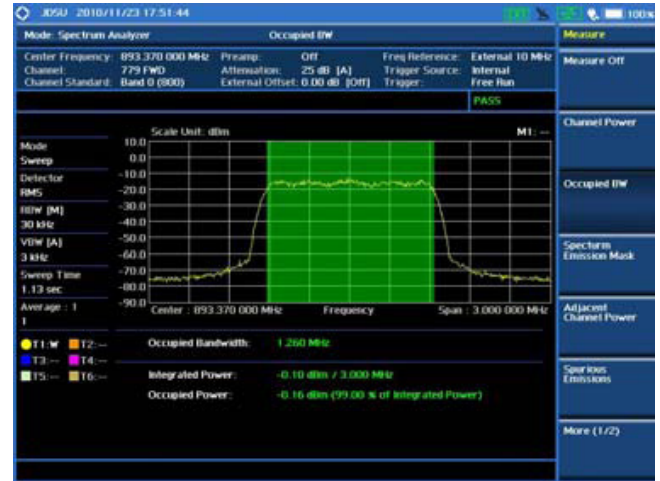 JDSU 2010/11/23 17:51:44
100%
Mode: Spectrum Analyzer Occupied BW
Center Frequency: 893.370 000 MHz Preamp: Off Freq Reference: External 10 MHz
Channel: 779 FWD Attenuation: 25 dB [A] Trigger Source: Internal
Channel Standard: Band 0 (800) External Offset: 0.00 dB [Off] Trigger: Free Run
PASS
Scale Unit: dBm M1: --
Mode
Sweep
Detector
RMS
RBW [M]
30 kHz
VBW [A]
3 kHz
Sweep Time
1.13 sec
Average : 1
1
10.0
0.0
-10.0
-20.0
-30.0
-40.0
-50.0
-60.0
-70.0
-80.0
-90.0
Center : 893.370 000 MHz Frequency Span : 3.000 000 MHz
T1:W T2:--
T3:-- T4:--
T5:-- T6:--
Occupied Bandwidth: 1.260 MHz
Integrated Power: -0.10 dBm / 3.000 MHz
Occupied Power: -0.16 dBm (99.00 % of Integrated Power)
Measure
Measure Off
Channel Power
Occupied BW
Specturm
Emission Mask
Adjacent
Channel Power
Spurious
Emissions
More (1/2)